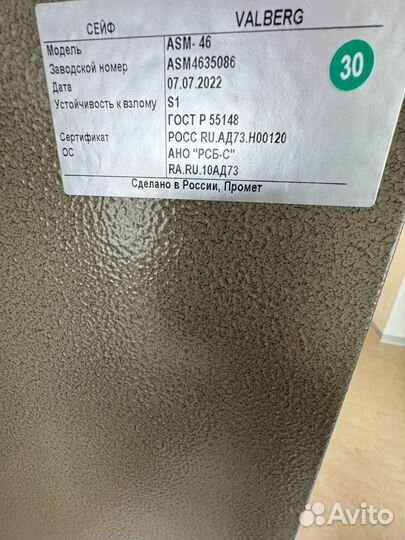 СЕЙФ VALBERG
Модель ASM- 46
Заводской номер ASM4635086
Дата 07.07.2022
Устойчивость к взлому S1
ГОСТ Р 55148
Сертификат РОСС RU.АД73.Н00120
ОС АНО "РСБ-С"
RA.RU.10АД73
Сделано в России, Промет
30
Avito